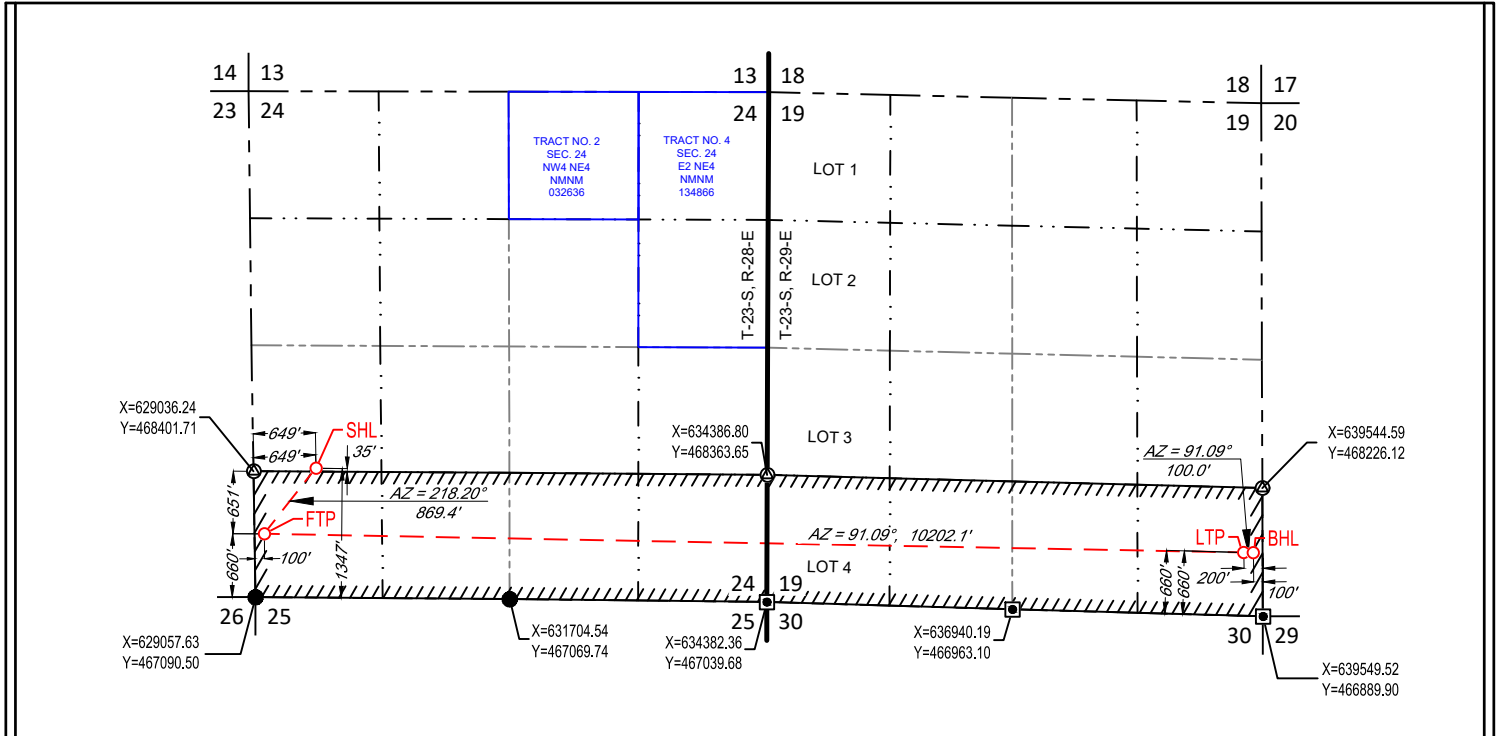 14 13
13 18
18 17
23 24
24 19
19 20
TRACT NO. 2
SEC. 24
NW4 NE4
NMNM
032636
TRACT NO. 4
SEC. 24
E2 NE4
NMNM
134866
LOT 1
T-23-S, R-28-E
T-23-S, R-29-E
LOT 2
X=629036.24
Y=468401.71
649'
SHL
649'
35'
X=634386.80
Y=468363.65
LOT 3
AZ = 91.09°
100.0'
X=639544.59
Y=468226.12
651'
AZ = 218.20°
869.4'
FTP
AZ = 91.09°, 10202.1'
LTP
BHL
660'
100'
1347'
LOT 4
660'
660'
200'
100'
24 19
26 25
25 30
30 29
X=629057.63
Y=467090.50
X=631704.54
Y=467069.74
X=634382.36
Y=467039.68
X=636940.19
Y=466963.10
X=639549.52
Y=466889.90